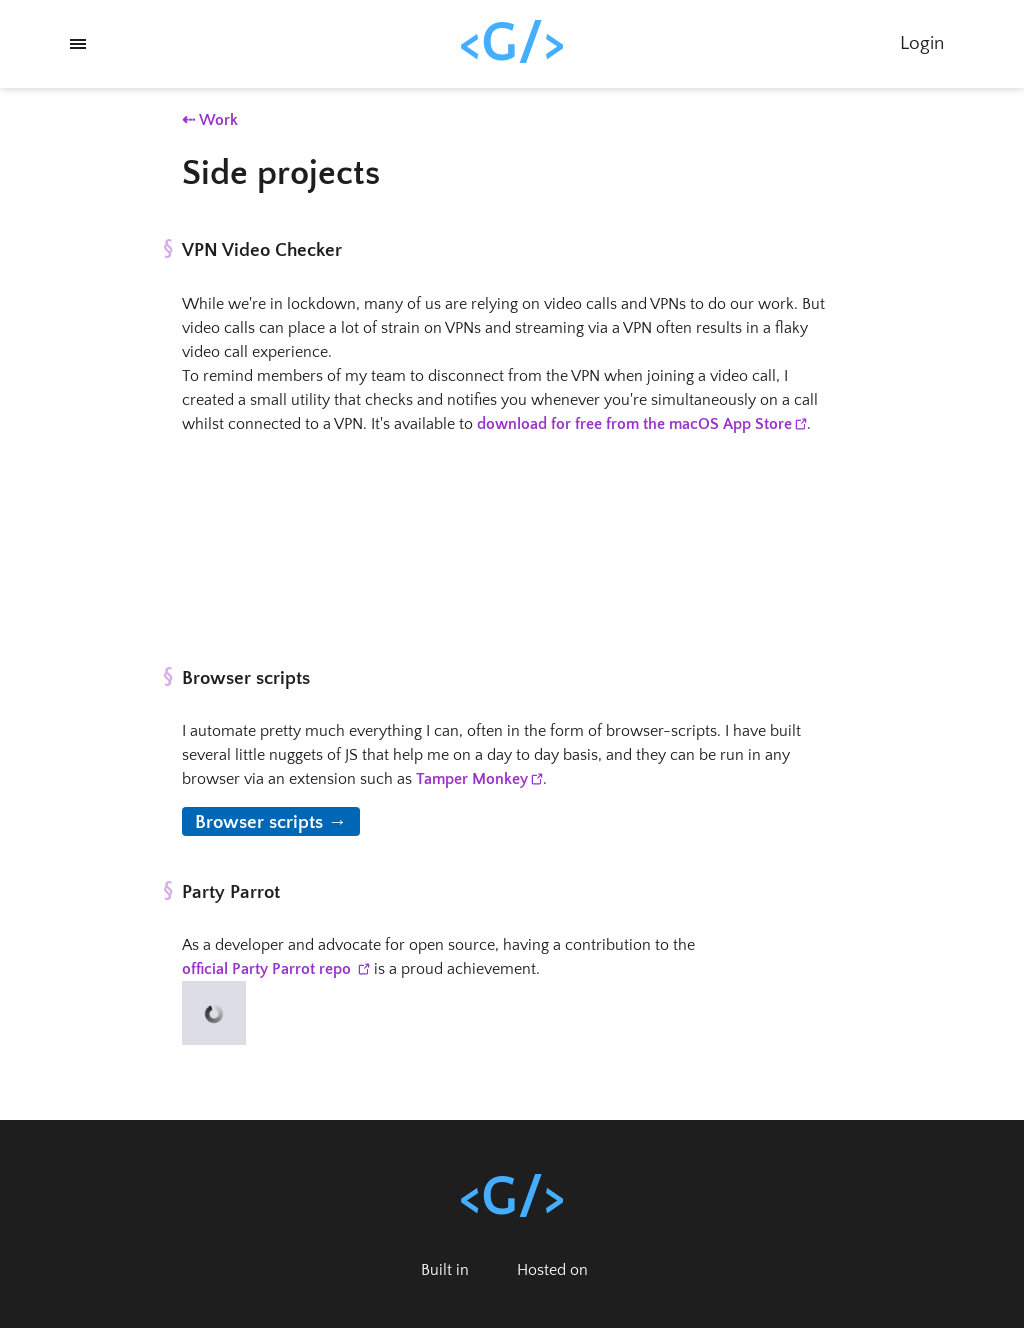 <G/>
Login
⇠ Work
Side projects
§ VPN Video Checker
While we're in lockdown, many of us are relying on video calls and VPNs to do our work. But
video calls can place a lot of strain on VPNs and streaming via a VPN often results in a flaky
video call experience.
To remind members of my team to disconnect from the VPN when joining a video call, I
created a small utility that checks and notifies you whenever you're simultaneously on a call
whilst connected to a VPN. It's available to download for free from the macOS App Store.
§ Browser scripts
I automate pretty much everything I can, often in the form of browser-scripts. I have built
several little nuggets of JS that help me on a day to day basis, and they can be run in any
browser via an extension such as Tamper Monkey.
Browser scripts →
§ Party Parrot
As a developer and advocate for open source, having a contribution to the
official Party Parrot repo is a proud achievement.
<G/>
Built in Hosted on